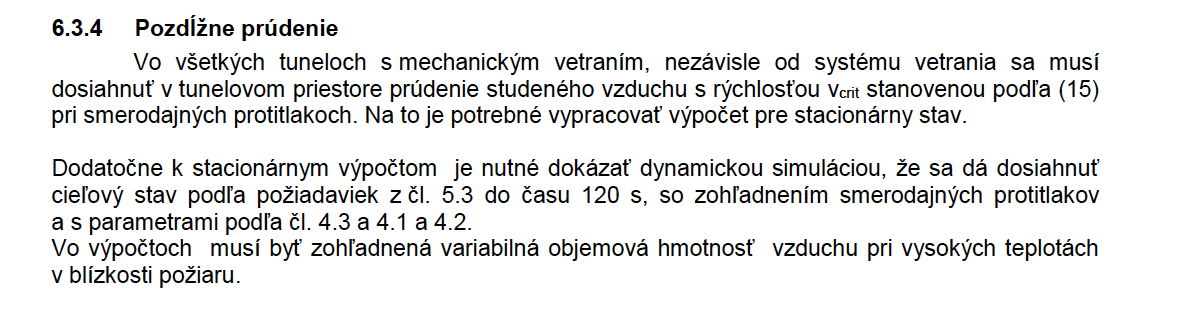 6.3.4 Pozdĺžne prúdenie
Vo všetkých tuneloch s mechanickým vetraním, nezávisle od systému vetrania sa musí
dosiahnuť v tunelovom priestore prúdenie studeného vzduchu s rýchlosťou vcrit stanovenou podľa (15)
pri smerodajných protitlakoch. Na to je potrebné vypracovať výpočet pre stacionárny stav.
Dodatočne k stacionárnym výpočtom je nutné dokázať dynamickou simuláciou, že sa dá dosiahnuť
cieľový stav podľa požiadaviek z čl. 5.3 do času 120 s, so zohľadnením smerodajných protitlakov
a s parametrami podľa čl. 4.3 a 4.1 a 4.2.
Vo výpočtoch musí byť zohľadnená variabilná objemová hmotnosť vzduchu pri vysokých teplotách
v blízkosti požiaru.